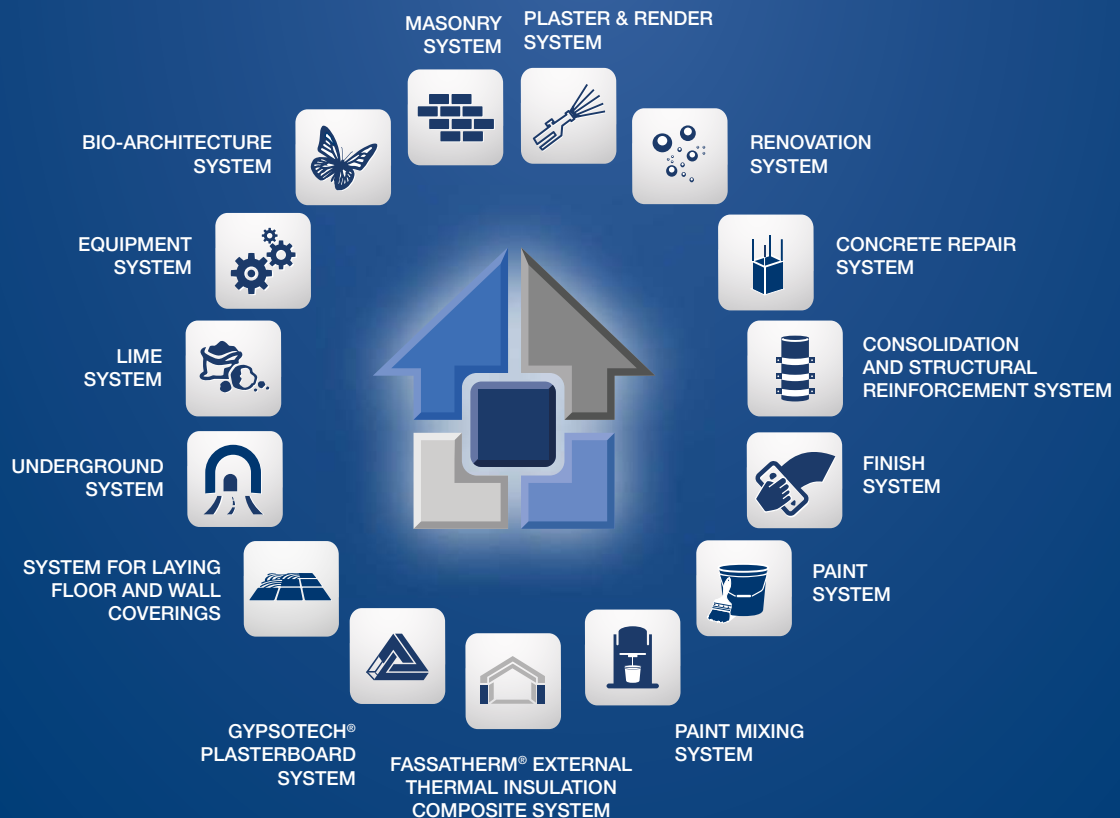 MASONRY
SYSTEM
PLASTER & RENDER
SYSTEM
RENOVATION
SYSTEM
CONCRETE REPAIR
SYSTEM
CONSOLIDATION
AND STRUCTURAL
REINFORCEMENT SYSTEM
FINISH
SYSTEM
PAINT
SYSTEM
PAINT MIXING
SYSTEM
FASSATHERM® EXTERNAL
THERMAL INSULATION
COMPOSITE SYSTEM
GYPSOTECH®
PLASTERBOARD
SYSTEM
SYSTEM FOR LAYING
FLOOR AND WALL
COVERINGS
UNDERGROUND
SYSTEM
LIME
SYSTEM
EQUIPMENT
SYSTEM
BIO-ARCHITECTURE
SYSTEM